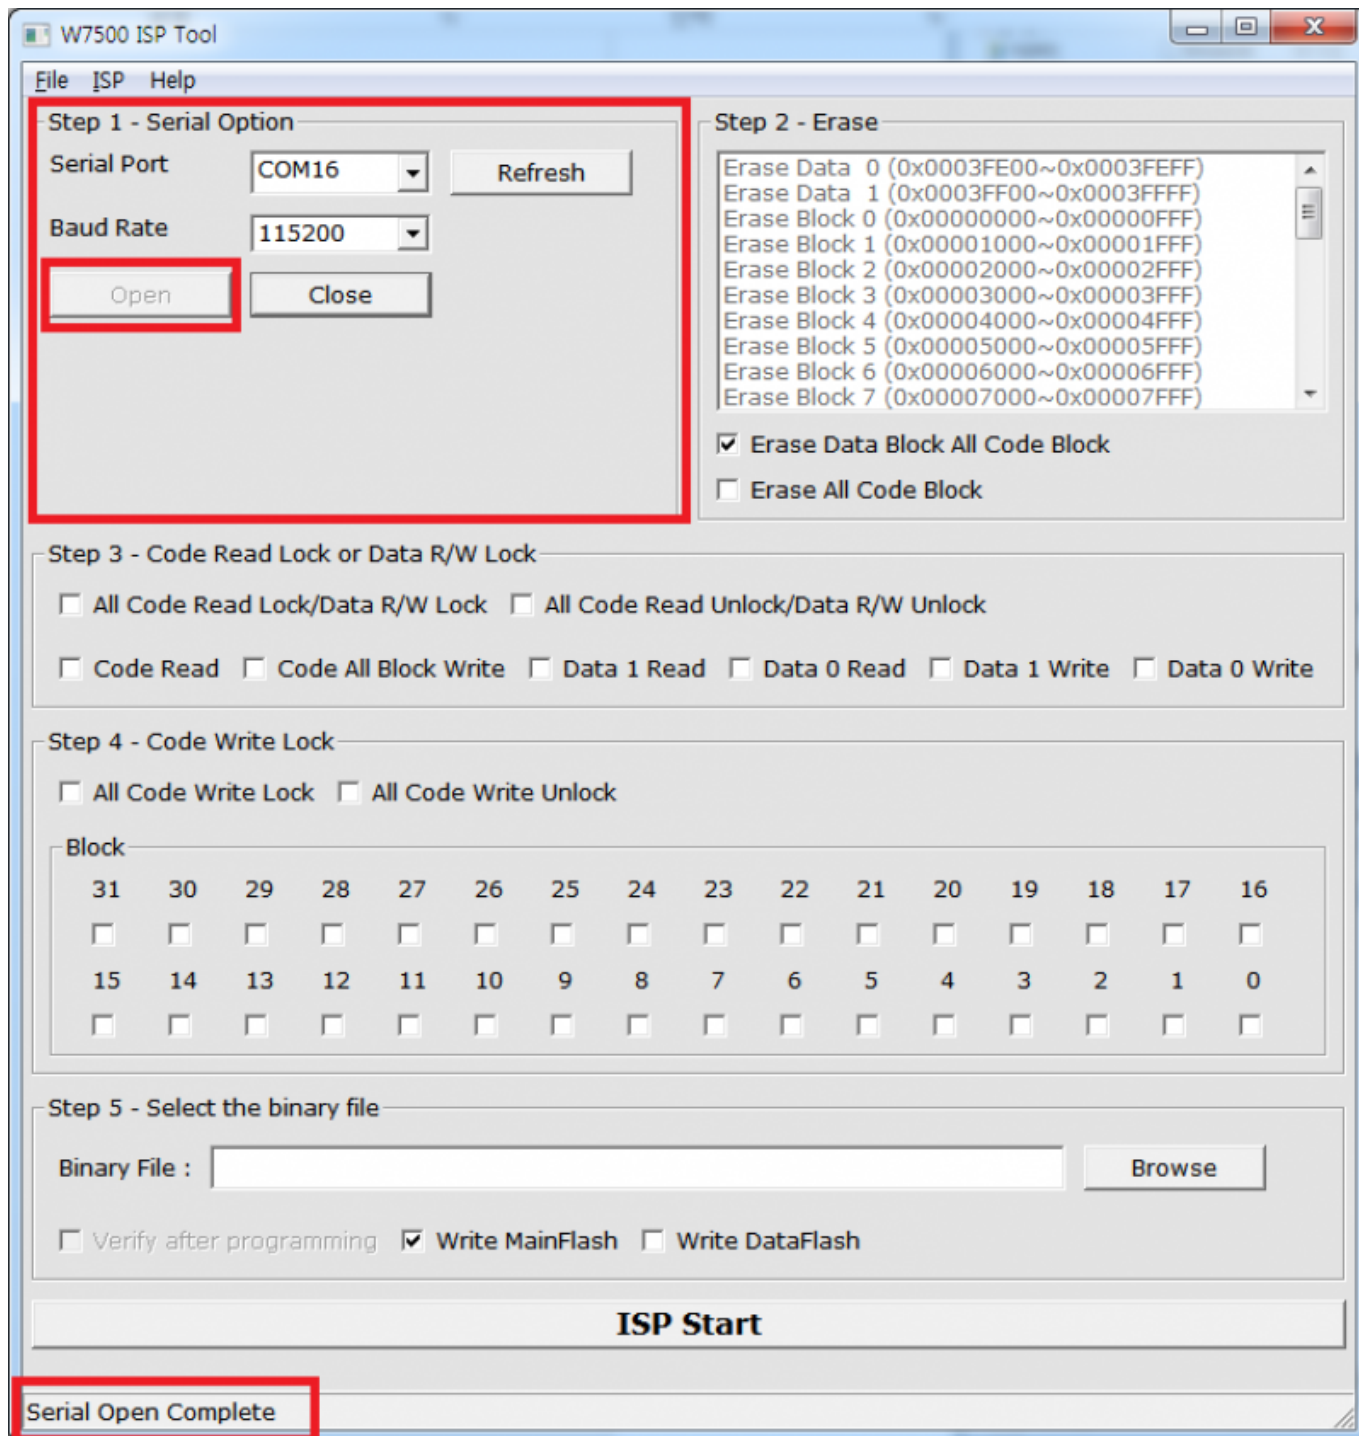 W7500 ISP Tool
File ISP Help
Step 1 - Serial Option
Serial Port COM16 Refresh
Baud Rate 115200
Open Close
Step 2 - Erase
Erase Data 0 (0x0003FE00~0x0003FEFF)
Erase Data 1 (0x0003FF00~0x0003FFFF)
Erase Block 0 (0x00000000~0x00000FFF)
Erase Block 1 (0x00001000~0x00001FFF)
Erase Block 2 (0x00002000~0x00002FFF)
Erase Block 3 (0x00003000~0x00003FFF)
Erase Block 4 (0x00004000~0x00004FFF)
Erase Block 5 (0x00005000~0x00005FFF)
Erase Block 6 (0x00006000~0x00006FFF)
Erase Block 7 (0x00007000~0x00007FFF)
Erase Data Block All Code Block
Erase All Code Block
Step 3 - Code Read Lock or Data R/W Lock
All Code Read Lock/Data R/W Lock All Code Read Unlock/Data R/W Unlock
Code Read Code All Block Write Data 1 Read Data 0 Read Data 1 Write Data 0 Write
Step 4 - Code Write Lock
All Code Write Lock All Code Write Unlock
Block
31 30 29 28 27 26 25 24 23 22 21 20 19 18 17 16
15 14 13 12 11 10 9 8 7 6 5 4 3 2 1 0
Step 5 - Select the binary file
Binary File : Browse
Verify after programming Write MainFlash Write DataFlash
ISP Start
Serial Open Complete